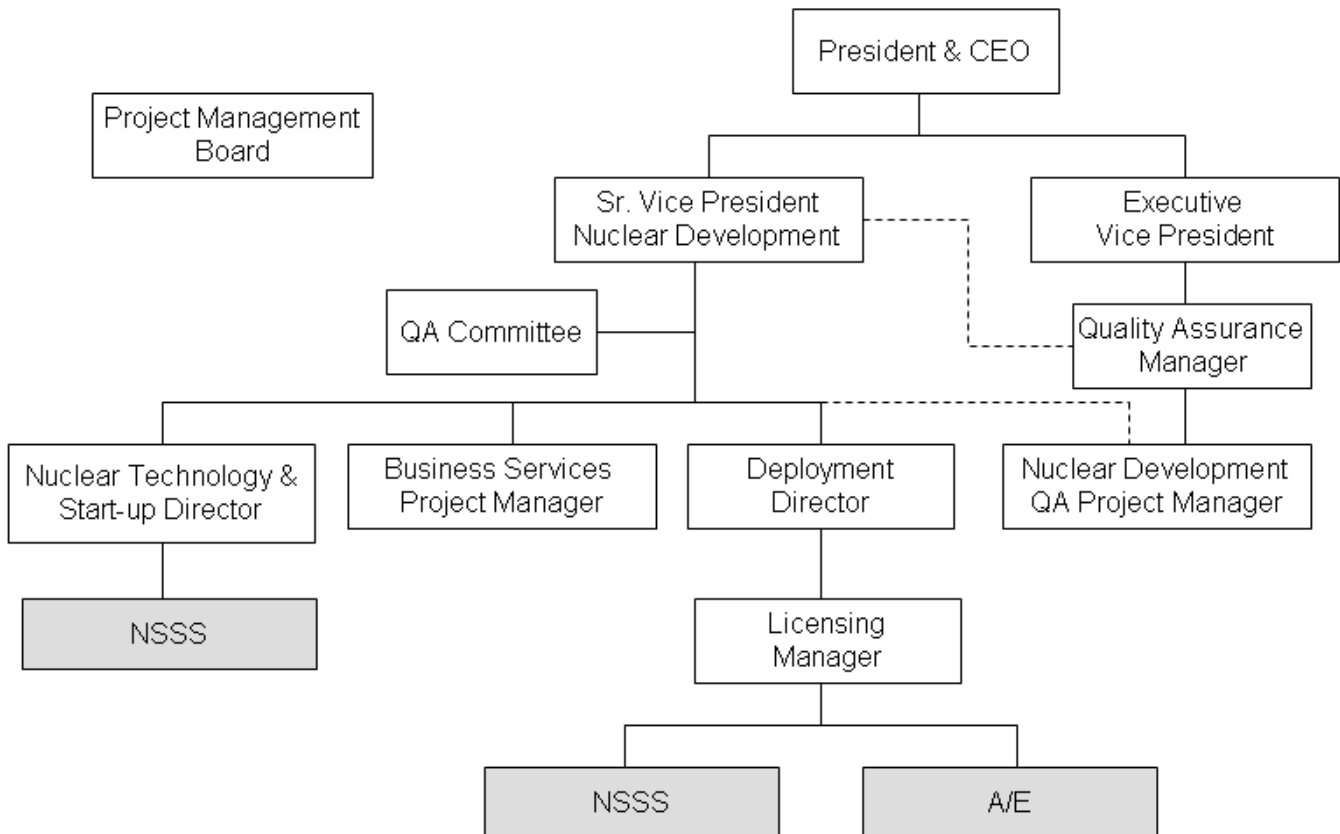 President & CEO
Project Management
Board
Sr. Vice President
Nuclear Development
Executive
Vice President
QA Committee
Quality Assurance
Manager
Nuclear Technology &
Start-up Director
Business Services
Project Manager
Deployment
Director
Nuclear Development
QA Project Manager
NSSS
Licensing
Manager
NSSS
A/E